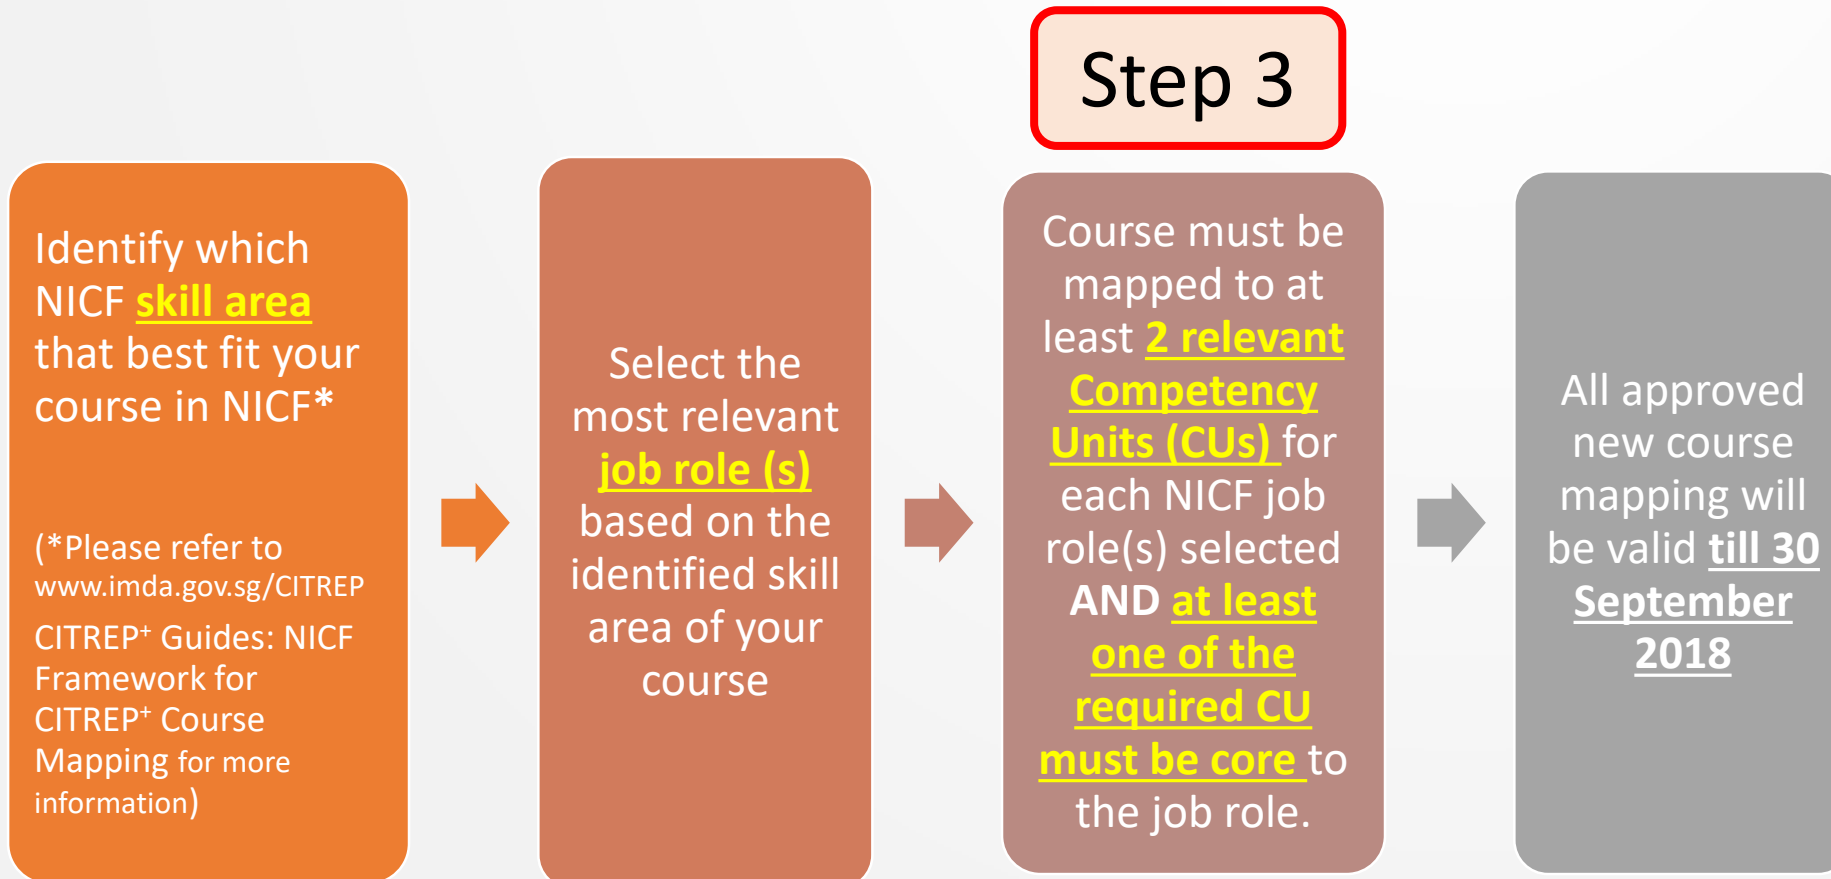 Step 3
Identify which
NICF skill area
that best fit your
course in NICF*
(*Please refer to
www.imda.gov.sg/CITREP
CITREP⁺ Guides: NICF
Framework for
CITREP⁺ Course
Mapping for more
information)
Select the
most relevant
job role (s)
based on the
identified skill
area of your
course
Course must be
mapped to at
least 2 relevant
Competency
Units (CUs) for
each NICF job
role(s) selected
AND at least
one of the
required CU
must be core to
the job role.
All approved
new course
mapping will
be valid till 30
September
2018